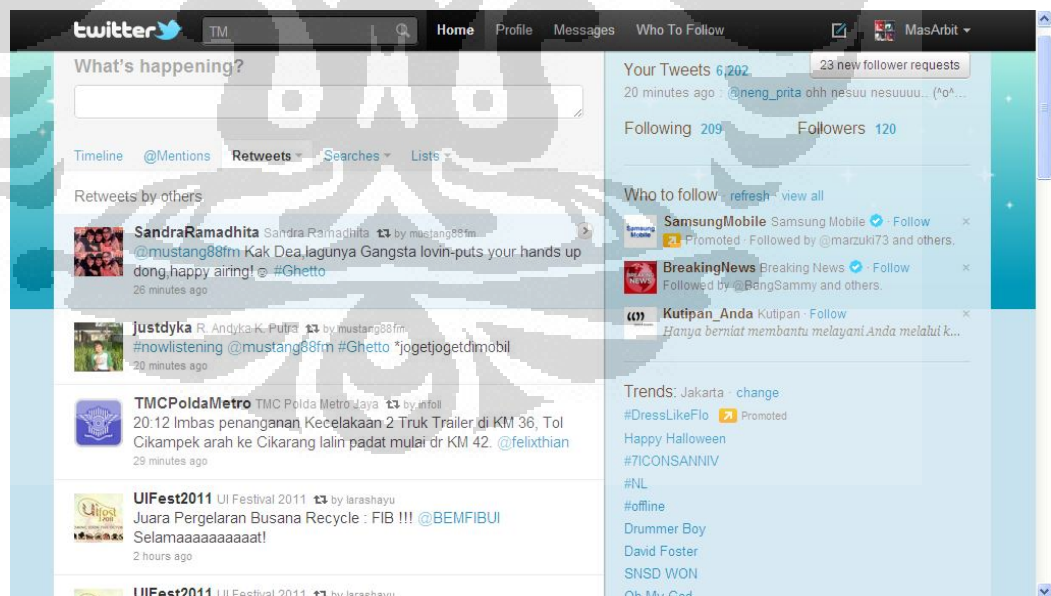 twitter TM Home Profile Messages Who To Follow MasArbit
What's happening?
Timeline @Mentions Retweets Searches Lists
Retweets by others
SandraRamadhita Sandra Ramadhita by mustang88fm
@mustang88fm Kak Dea,lagunya Gangsta lovin-puts your hands up
dong,happy airing!☺ #Ghetto
26 minutes ago
justdyka R. Andyka K. Putra by mustang88fm
#nowlistening @mustang88fm #Ghetto *jogetjogetdimobil
20 minutes ago
TMCPoldaMetro TMC Polda Metro Jaya by infoll
20:12 Imbas penanganan Kecelakaan 2 Truk Trailer di KM 36, Tol
Cikampek arah ke Cikarang lalin padat mulai dr KM 42. @felixthian
29 minutes ago
UIFest2011 UI Festival 2011 by larashayu
Juara Pergelaran Busana Recycle : FIB !!! @BEMFIBUI
Selamaaaaaaaaaat!
2 hours ago
UIFest2011 UI Festival 2011 by larashayu
Your Tweets 6,202
23 new follower requests
20 minutes ago : @neng_prita ohh nesuu nesuuuu.. (^o^...
Following 209 Followers 120
Who to follow · refresh · view all
Samsung Mobile
SamsungMobile Samsung Mobile · Follow ×
Promoted · Followed by @marzuki73 and others.
BREAKING NEWS
BreakingNews Breaking News · Follow ×
Followed by @BangSammy and others.
Kutipan_Anda Kutipan · Follow ×
Hanya berniat membantu melayani Anda melalui k...
Trends: Jakarta · change
#DressLikeFlo Promoted
Happy Halloween
#7ICONSANNIV
#NL
#offline
Drummer Boy
David Foster
SNSD WON
Oh My God